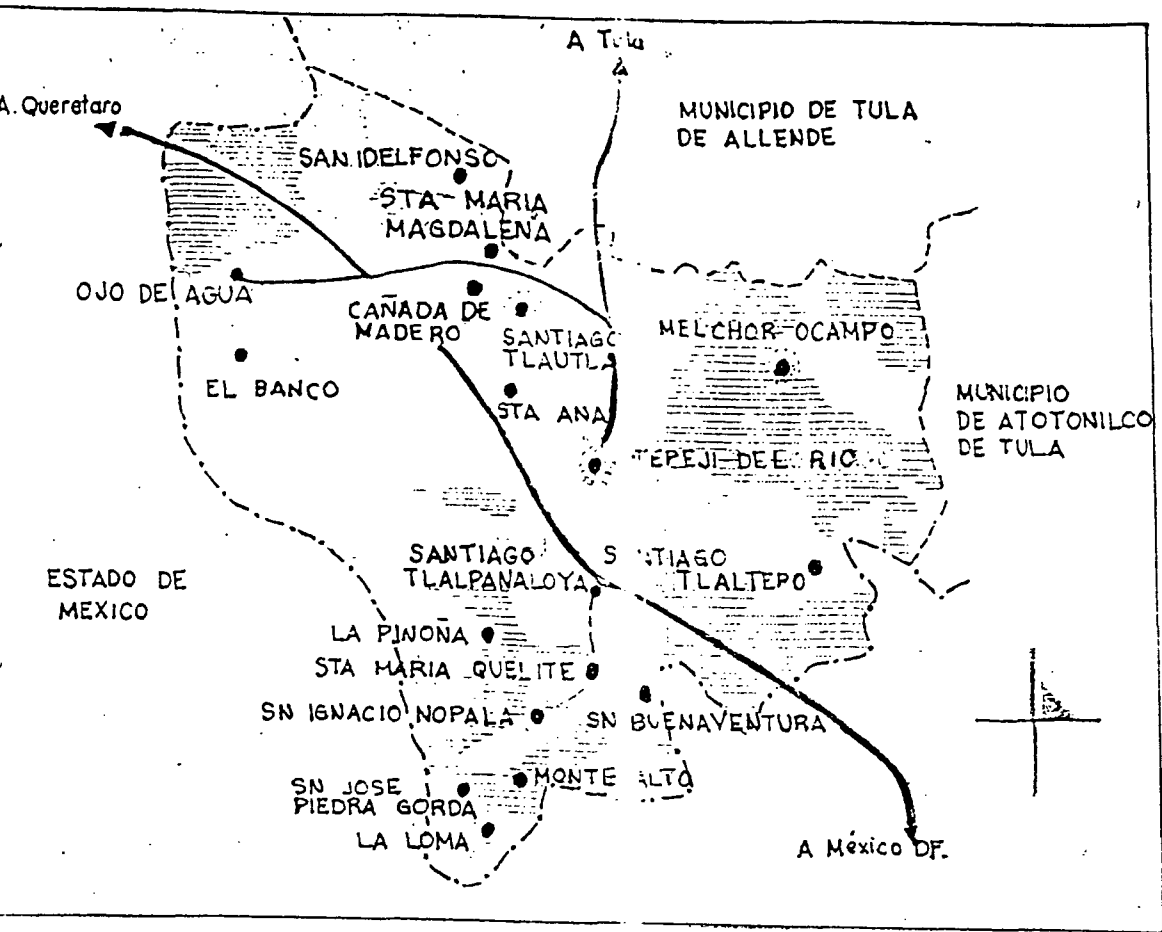 A Tula
A. Querétaro
MUNICIPIO DE TULA
DE ALLENDE
SAN. IDELFONSO
STA MARIA
MAGDALENA
OJO DE AGUA
CAÑADA DE
MADERO
SANTIAGO
TLAUTLA
MELCHOR OCAMPO
EL BANCO
STA ANA
MUNICIPIO
DE ATOTONILCO
DE TULA
TEPEJI DEL RIO
ESTADO DE
MEXICO
SANTIAGO
TLALPANALOYA
SANTIAGO
TLALTEPO
LA PINOÑA
STA MARIA QUELITE
SN IGNACIO NOPALA
SN BUENAVENTURA
SN JOSE
PIEDRA GORDA
MONTE ALTO
LA LOMA
A México DF.